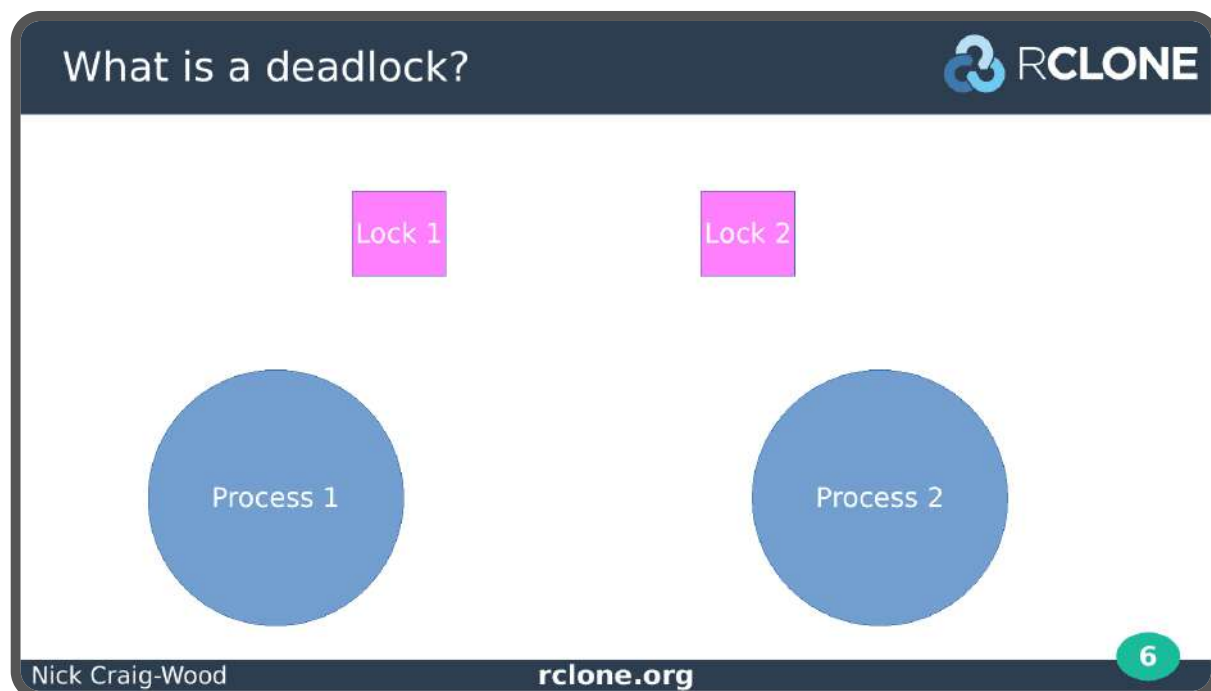 What is a deadlock?
RCLONE
Lock 1
Lock 2
Process 1
Process 2
6
Nick Craig-Wood
rclone.org